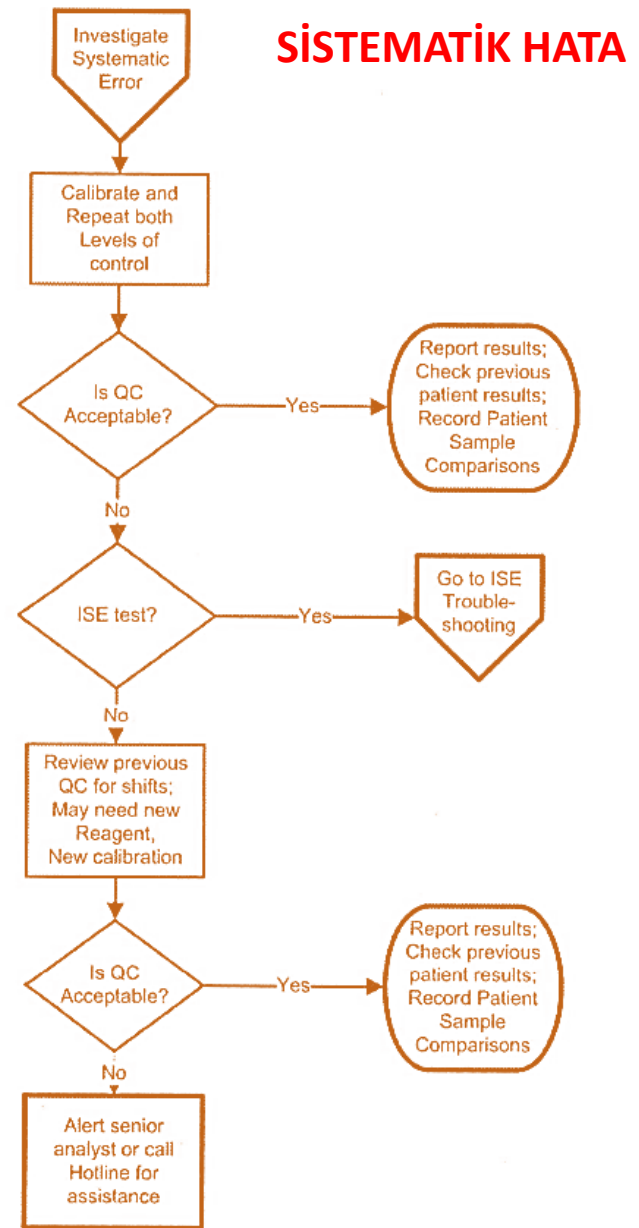 SİSTEMATİK HATA
Investigate
Systematic
Error
Calibrate and
Repeat both
Levels of
control
Is QC
Acceptable?
Yes
Report results;
Check previous
patient results;
Record Patient
Sample
Comparisons
No
ISE test?
Yes
Go to ISE
Trouble-
shooting
No
Review previous
QC for shifts;
May need new
Reagent,
New calibration
Is QC
Acceptable?
Yes
Report results;
Check previous
patient results;
Record Patient
Sample
Comparisons
No
Alert senior
analyst or call
Hotline for
assistance